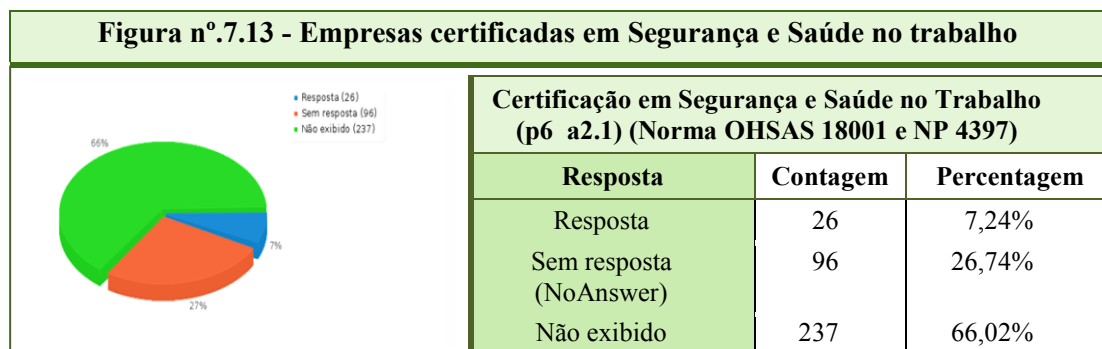 Figura nº.7.13 - Empresas certificadas em Segurança e Saúde no trabalho
Resposta (26)
Sem resposta (96)
Não exibido (237)
66%
7%
27%
Certificação em Segurança e Saúde no Trabalho
(p6 a2.1) (Norma OHSAS 18001 e NP 4397)
Resposta Contagem Percentagem
Resposta 26 7,24%
Sem resposta 96 26,74%
(NoAnswer)
Não exibido 237 66,02%